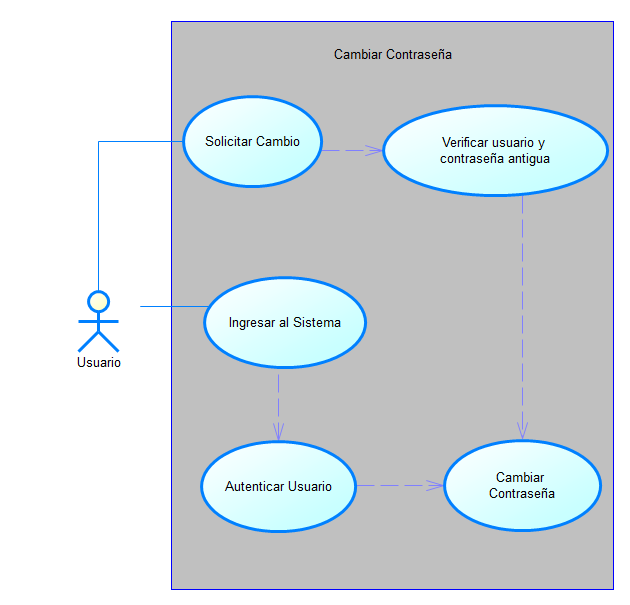 Cambiar Contraseña
Solicitar Cambio
Verificar usuario y
contraseña antigua
Ingresar al Sistema
Usuario
Autenticar Usuario
Cambiar
Contraseña